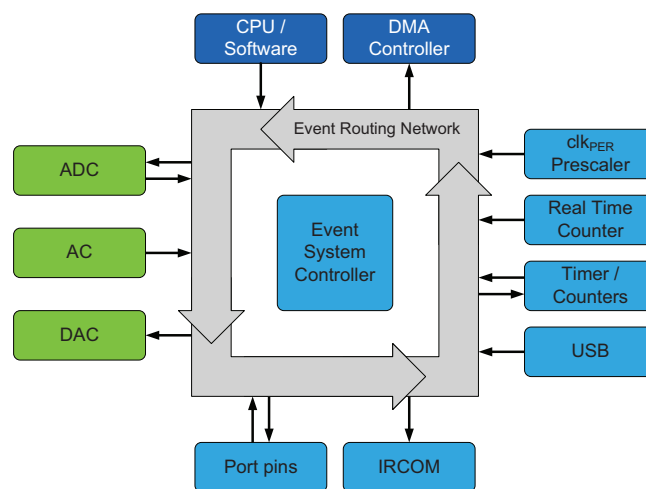 CPU /
Software
DMA
Controller
Event Routing Network
ADC
clkPER
Prescaler
Real Time
Counter
AC
Event
System
Controller
Timer /
Counters
DAC
USB
Port pins
IRCOM